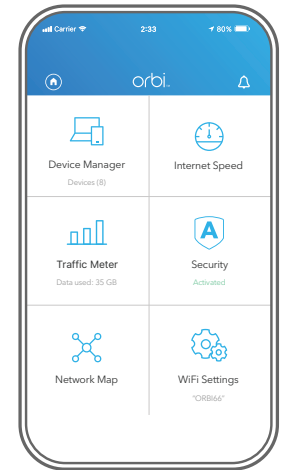 Carrier 2:33 80%
orbi
Device Manager Internet Speed
Devices (8)
Traffic Meter Security
Data used: 35 GB Activated
Network Map WiFi Settings
"ORBI66"